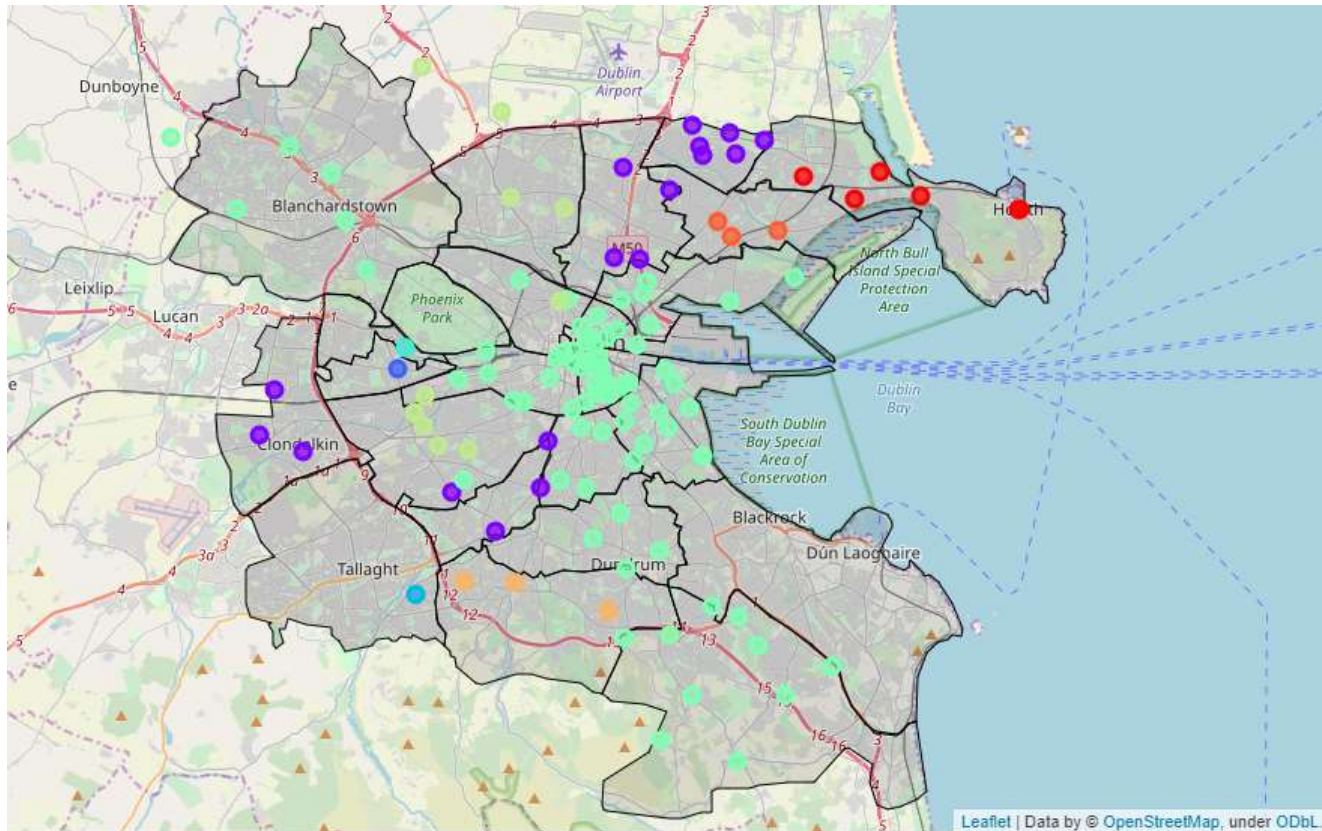 Dunboyne
Dublin
Airport
Blanchardstown
Leixlip
Lucan
Phoenix
Park
M50
North Bull
Island Special
Protection
Area
Dublin
Bay
South Dublin
Bay Special
Area of
Conservation
Blackrock
Dún Laoghaire
Tallaght
Leaflet | Data by © OpenStreetMap, under ODbL.